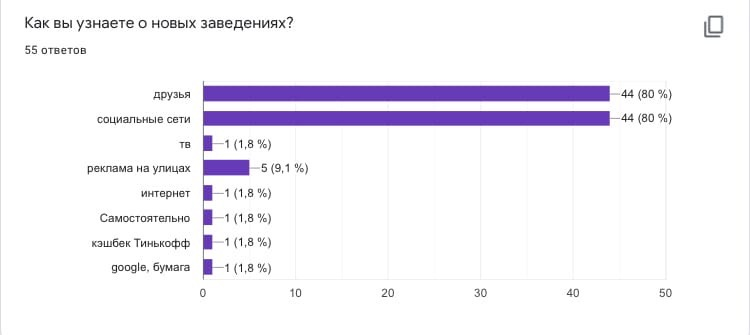 Как вы узнаете о новых заведениях?
55 ответов
друзья 44 (80 %)
социальные сети 44 (80 %)
тв 1 (1,8 %)
реклама на улицах 5 (9,1 %)
интернет 1 (1,8 %)
Самостоятельно 1 (1,8 %)
кэшбек Тинькофф 1 (1,8 %)
google, бумага 1 (1,8 %)
0 10 20 30 40 50